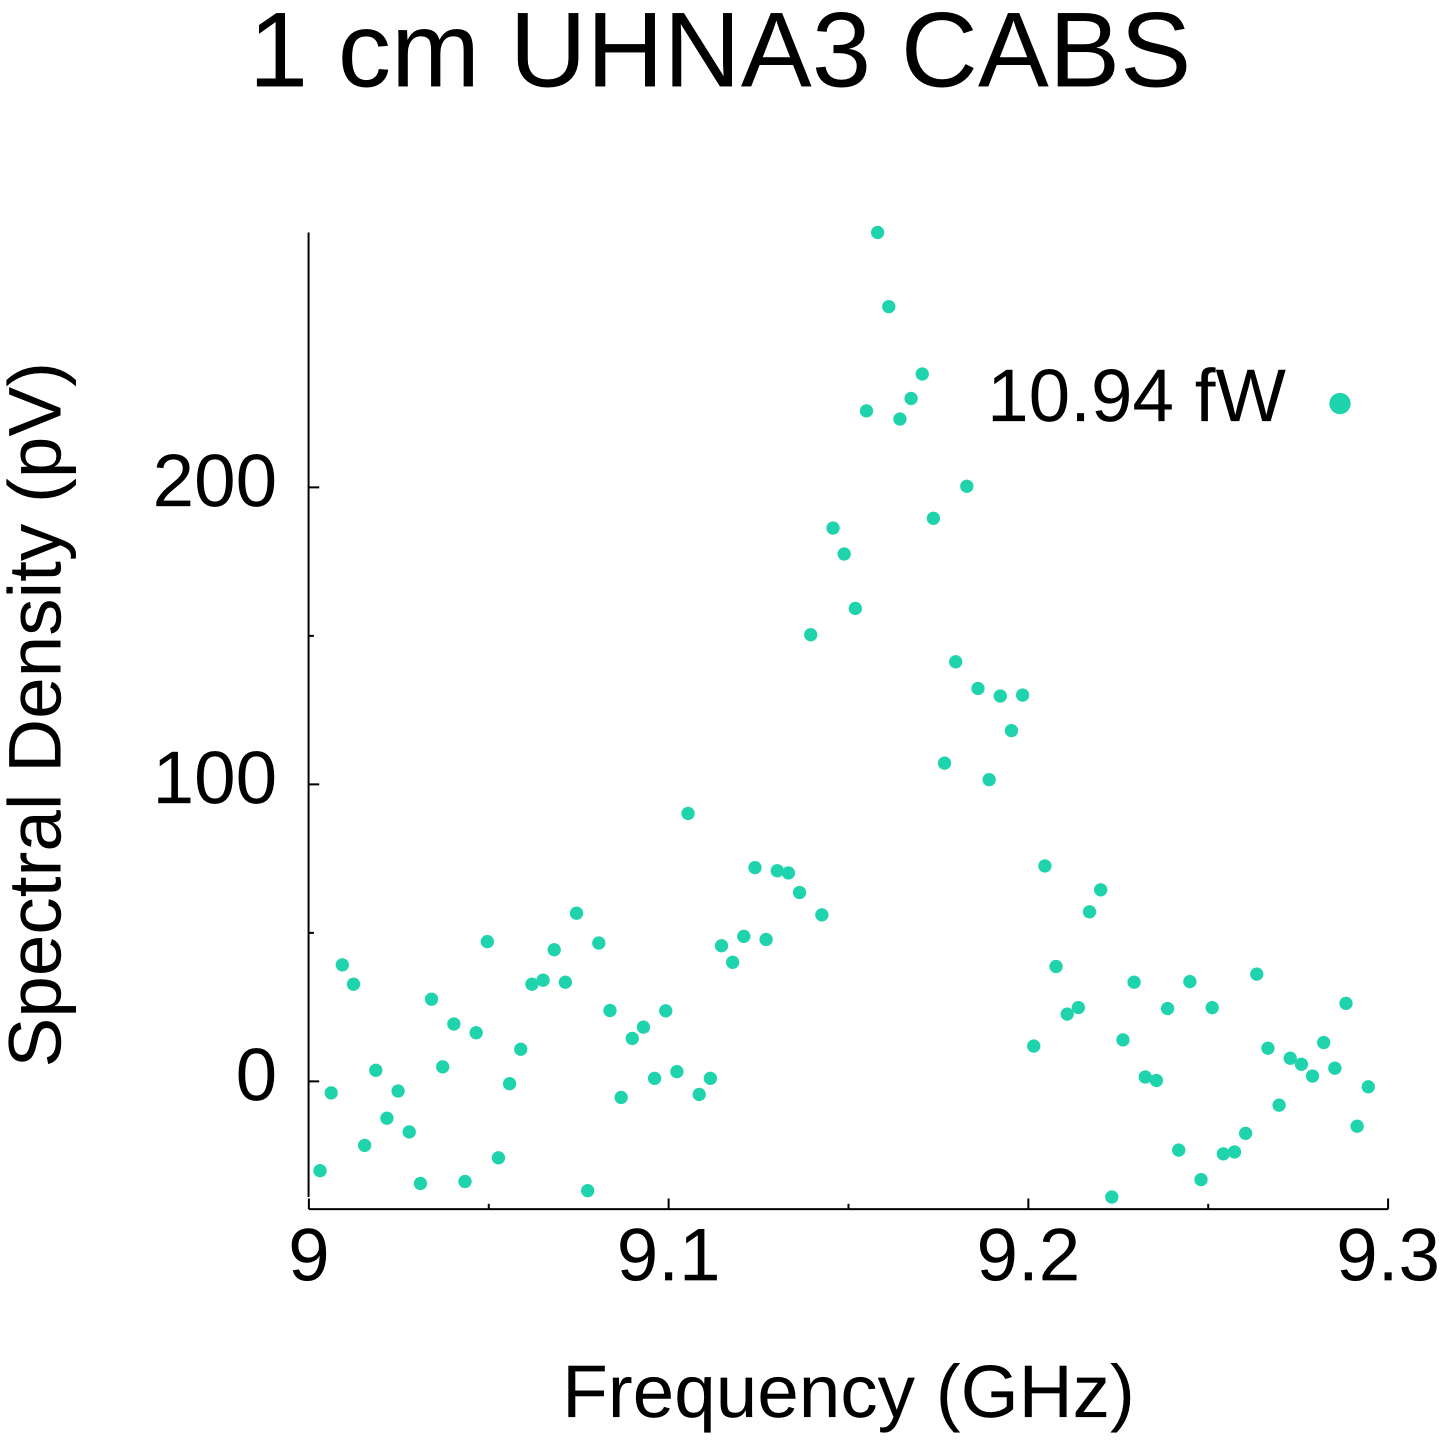 1 cm UHNA3 CABS
10.94 fW
Spectral Density (pV)
200
100
0
9 9.1 9.2 9.3
Frequency (GHz)